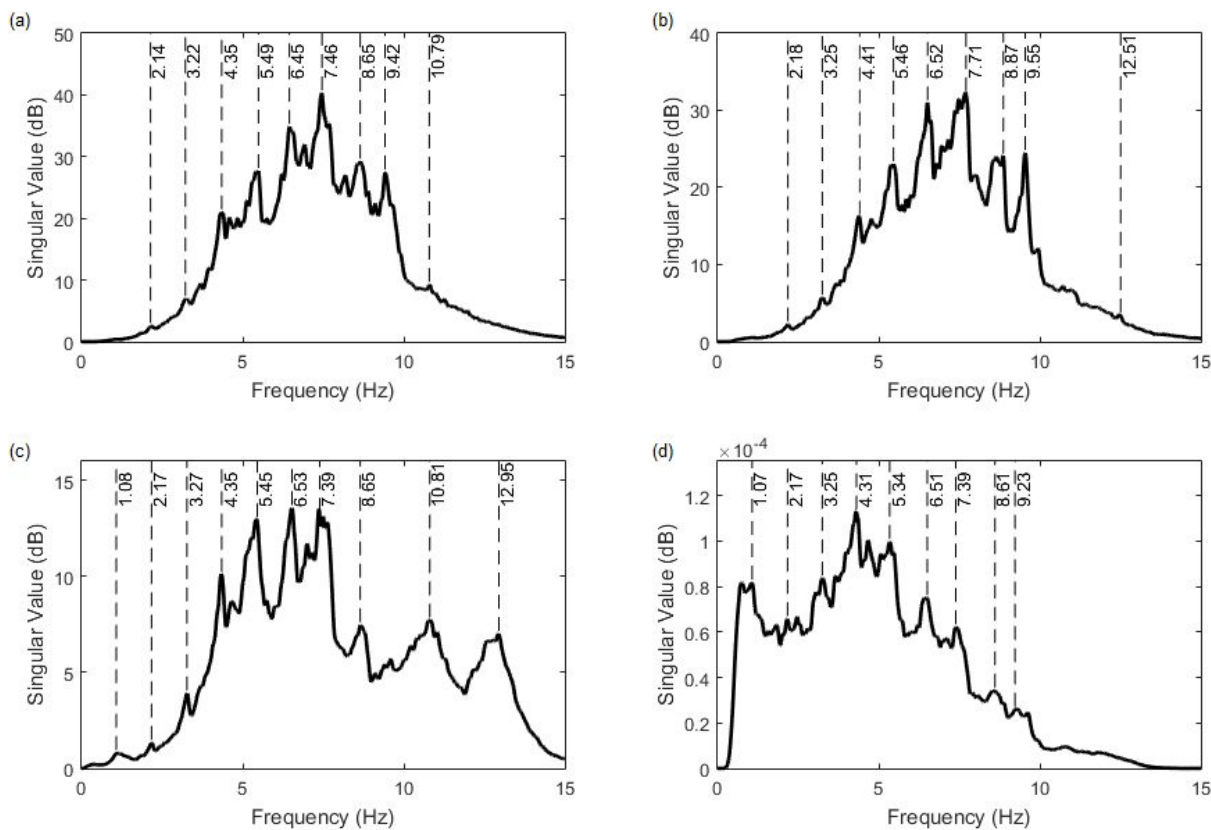 (a)
50
40
30
20
10
0
Singular Value (dB)
2.14 3.22 4.35 5.49 6.45 7.46 8.65 9.42 10.79
0 5 10 15
Frequency (Hz)
(b)
40
30
20
10
0
Singular Value (dB)
2.18 3.25 4.41 5.46 6.52 7.71 8.87 9.55 12.51
0 5 10 15
Frequency (Hz)
(c)
15
10
5
0
Singular Value (dB)
1.08 2.17 3.27 4.35 5.45 6.53 7.39 8.65 10.81 12.95
0 5 10 15
Frequency (Hz)
(d)
×10-4
1.2
1
0.8
0.6
0.4
0.2
0
Singular Value (dB)
1.07 2.17 3.25 4.31 5.34 6.51 7.39 8.61 9.23
0 5 10 15
Frequency (Hz)